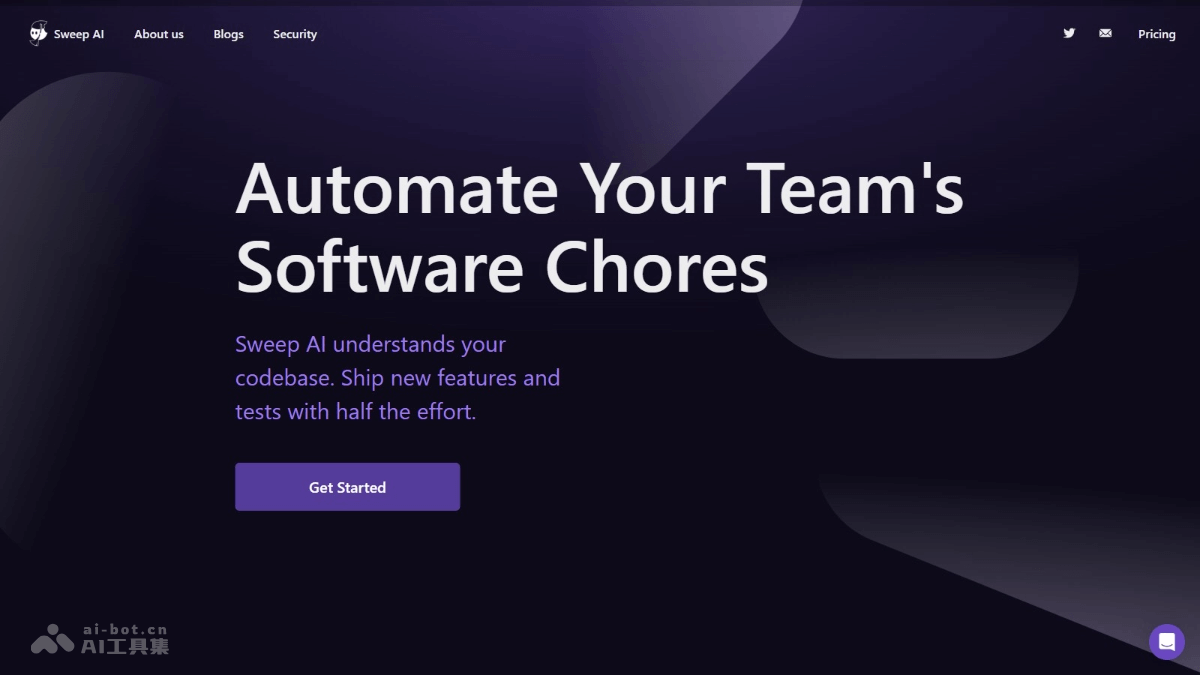 Sweep AI About us Blogs Security Pricing
Automate Your Team's
Software Chores
Sweep AI understands your
codebase. Ship new features and
tests with half the effort.
Get Started
ai-bot.cn
AI工具集